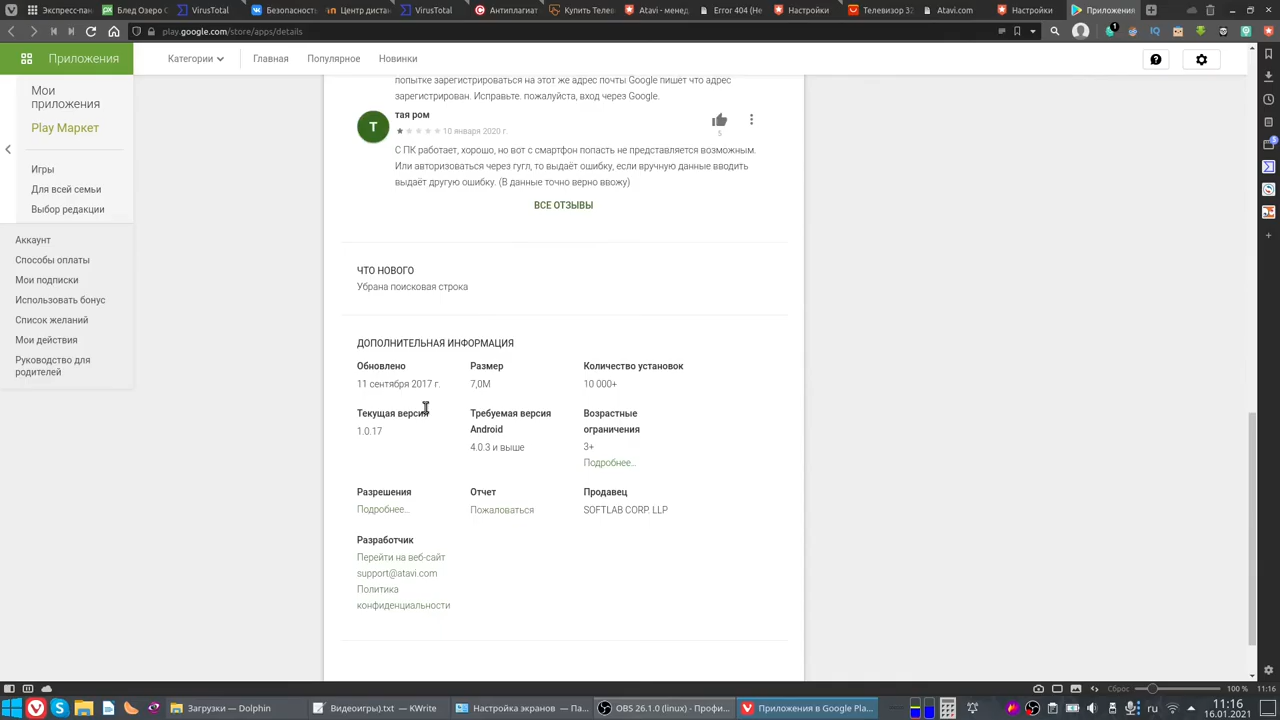 Экспресс-пан
Блед Озеро С
VirusTotal
Безопасност
Центр дистан
VirusTotal
Антиплагиат
Купить Телев
Atavi - менед
Error 404 (Не
Настройки
Телевизор 32
Atavi.com
Настройки
Приложения
play.google.com/store/apps/details
Приложения
Категории
Главная
Популярное
Новинки
Мои
приложения
Play Маркет
Игры
Для всей семьи
Выбор редакции
Аккаунт
Способы оплаты
Мои подписки
Использовать бонус
Список желаний
Мои действия
Руководство для
родителей
попытке зарегистрироваться на этот же адрес почты Google пишет что адрес
зарегистрирован. Исправьте. пожалуйста, вход через Google.
Т
тая ром
10 января 2020 г.
5
С ПК работает, хорошо, но вот с смартфон попасть не представляется возможным.
Или авторизоваться через гугл, то выдаёт ошибку, если вручную данные вводить
выдаёт другую ошибку. (В данные точно верно ввожу)
ВСЕ ОТЗЫВЫ
ЧТО НОВОГО
Убрана поисковая строка
ДОПОЛНИТЕЛЬНАЯ ИНФОРМАЦИЯ
Обновлено
11 сентября 2017 г.
Размер
7,0M
Количество установок
10 000+
Текущая версия
1.0.17
Требуемая версия
Android
4.0.3 и выше
Возрастные
ограничения
3+
Подробнее…
Разрешения
Подробнее…
Отчет
Пожаловаться
Продавец
SOFTLAB CORP. LLP
Разработчик
Перейти на веб-сайт
support@atavi.com
Политика
конфиденциальности
Сброс
100 %
11:16
Загрузки — Dolphin
Видеоигры).txt — KWrite
Настройка экранов — Па…
OBS 26.1.0 (linux) - Профи…
Приложения в Google Pla…
ru
11:16
16.01.2021